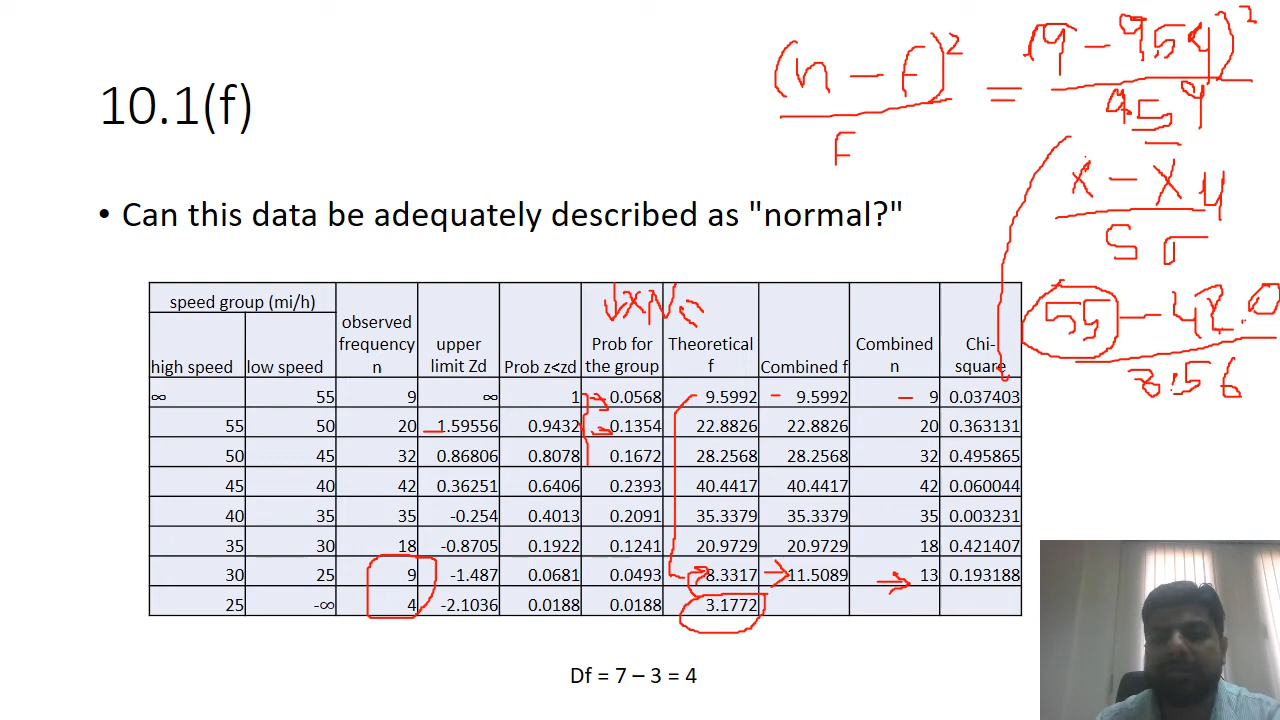 10.1(f)
(n - F)² / F = (9 - 9.59)² / 9.59
x - X̄ μ
S σ
55 - 42.0
8.56
• Can this data be adequately described as "normal?"
↓×N
speed group (mi/h) observed frequency n upper limit Zd Prob z<zd Prob for the group Theoretical f Combined f Combined n Chi-square
high speed low speed
∞ 55 9 ∞ 1 0.0568 9.5992 9.5992 9 0.037403
55 50 20 1.59556 0.9432 0.1354 22.8826 22.8826 20 0.363131
50 45 32 0.86806 0.8078 0.1672 28.2568 28.2568 32 0.495865
45 40 42 0.36251 0.6406 0.2393 40.4417 40.4417 42 0.060044
40 35 35 -0.254 0.4013 0.2091 35.3379 35.3379 35 0.003231
35 30 18 -0.8705 0.1922 0.1241 20.9729 20.9729 18 0.421407
30 25 9 -1.487 0.0681 0.0493 8.3317 11.5089 13 0.193188
25 -∞ 4 -2.1036 0.0188 0.0188 3.1772
Df = 7 – 3 = 4